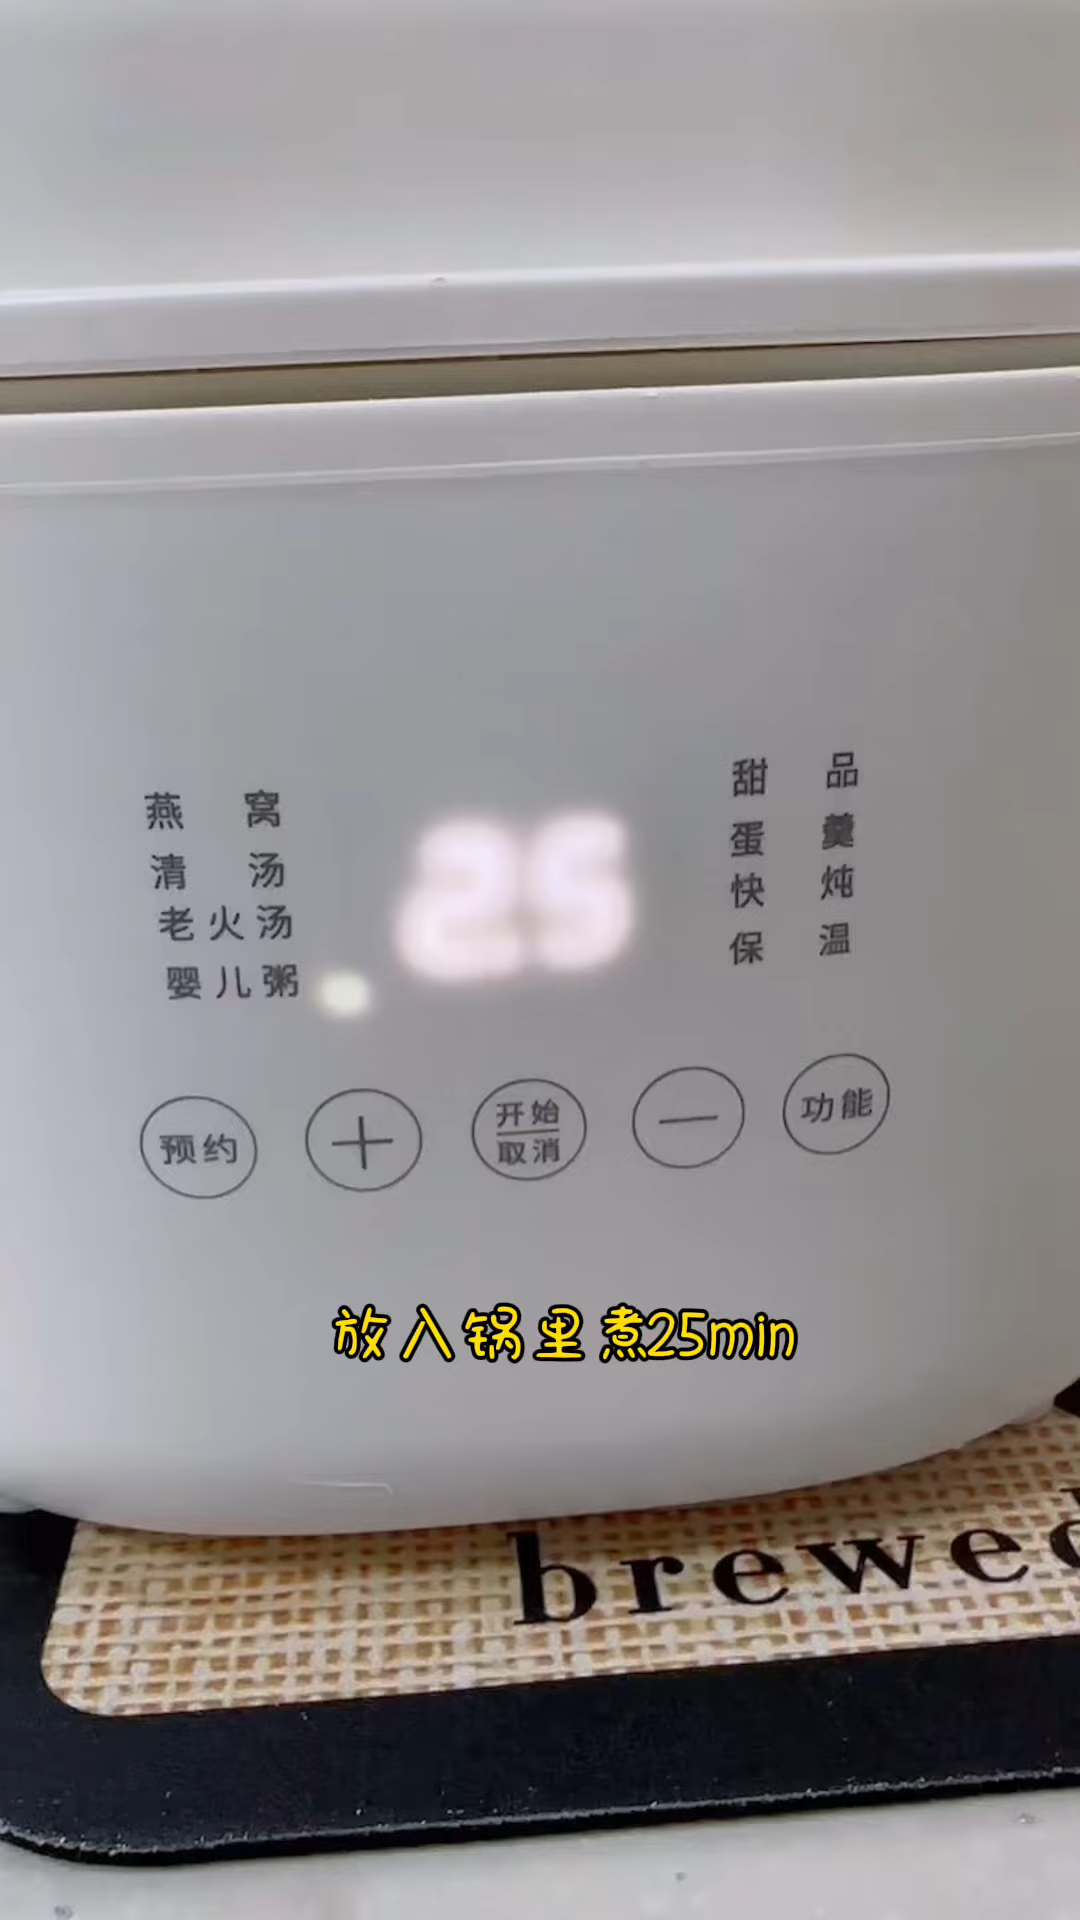 燕窝
清汤
老火汤
婴儿粥
25
甜品
蛋羹
快炖
保温
预约
+
开始
取消
—
功能
放入锅里煮25min